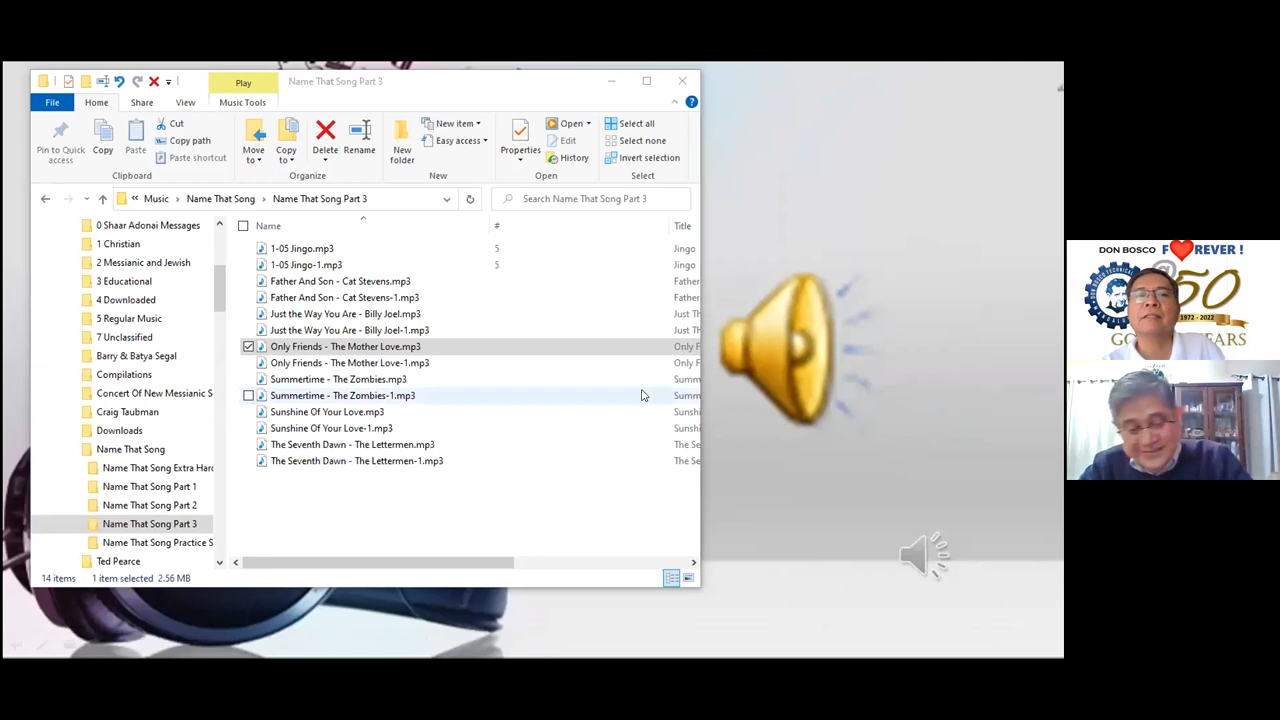 Play
Name That Song Part 3
File
Home
Share
View
Music Tools
Pin to Quick access
Copy
Paste
Cut
Copy path
Paste shortcut
Clipboard
Move to
Copy to
Delete
Rename
Organize
New folder
New item
Easy access
New
Properties
Open
Edit
History
Open
Select all
Select none
Invert selection
Select
« Music > Name That Song > Name That Song Part 3
Search Name That Song Part 3
0 Shaar Adonai Messages
1 Christian
2 Messianic and Jewish
3 Educational
4 Downloaded
5 Regular Music
7 Unclassified
Barry & Batya Segal
Compilations
Concert Of New Messianic S
Craig Taubman
Downloads
Name That Song
Name That Song Extra Har
Name That Song Part 1
Name That Song Part 2
Name That Song Part 3
Name That Song Practice S
Ted Pearce
Name # Title
1-05 Jingo.mp3 5 Jingo
1-05 Jingo-1.mp3 5 Jingo
Father And Son - Cat Stevens.mp3 Father
Father And Son - Cat Stevens-1.mp3 Father
Just the Way You Are - Billy Joel.mp3 Just Th
Just the Way You Are - Billy Joel-1.mp3 Just Th
Only Friends - The Mother Love.mp3 Only F
Only Friends - The Mother Love-1.mp3 Only F
Summertime - The Zombies.mp3 Summ
Summertime - The Zombies-1.mp3 Summ
Sunshine Of Your Love.mp3 Sunshi
Sunshine Of Your Love-1.mp3 Sunshi
The Seventh Dawn - The Lettermen.mp3 The Se
The Seventh Dawn - The Lettermen-1.mp3 The Se
14 items 1 item selected 2.56 MB
DON BOSCO F REVER !
@50
1972 - 2022